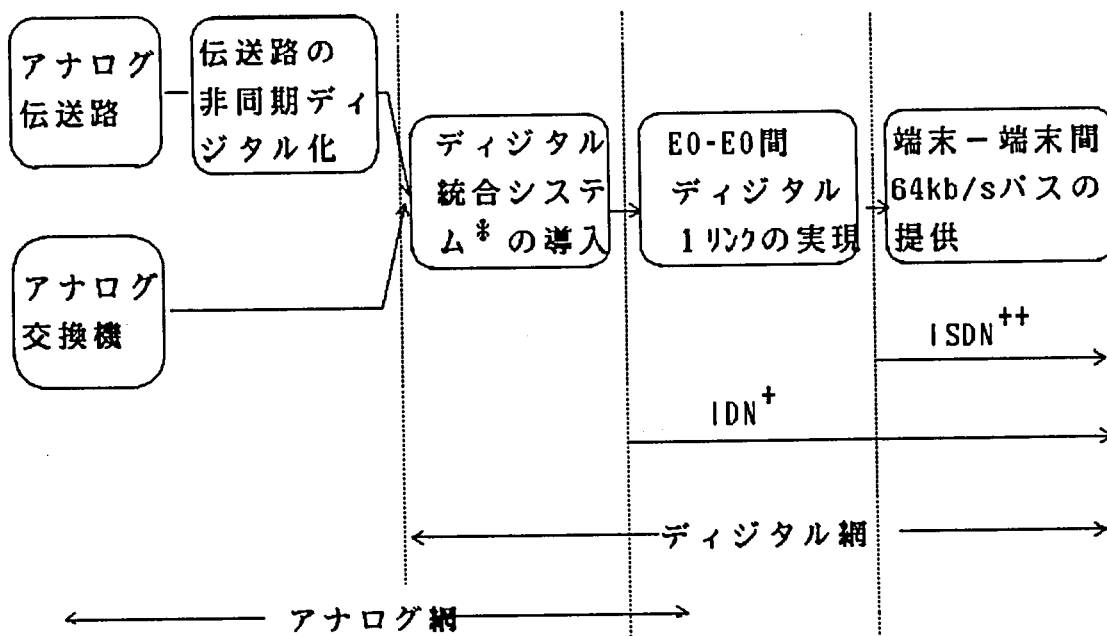 アナログ
伝送路
伝送路の
非同期ディ
ジタル化
ディジタル
統合システ
ム*の導入
EO-EO間
ディジタル
1リンクの実現
端末-端末間
64kb/sパスの
提供
アナログ
交換機
ISDN++
IDN+
ディジタル網
アナログ網